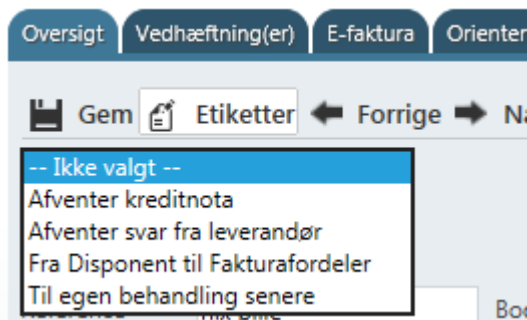 Oversigt Vedhæftning(er) E-faktura Orienter
Gem Etiketter Forrige
-- Ikke valgt --
Afventer kreditnota
Afventer svar fra leverandør
Fra Disponent til Fakturafordeler
Til egen behandling senere